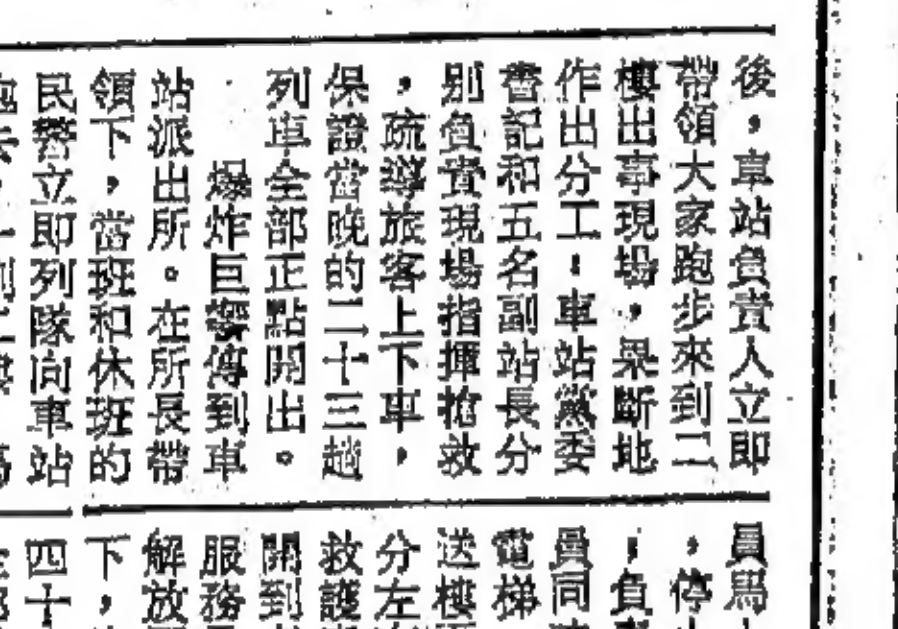 後，車站負責人立即
帶領大家跑步來到二
樓出事現場，果斷地
作出分工：車站黨委
書記和五名副站長分
別負責現場指揮搶救
，疏導旅客上下車，
保證當晚的二十三趟
列車全部正點開出。
爆炸巨響傳到車
站派出所。在所長帶
領下，當班和休班的
民警立即列隊向車站
員馬
，停
負
員同
電梯
送樓
分左
救護
開到
服務
解放
下，
四十